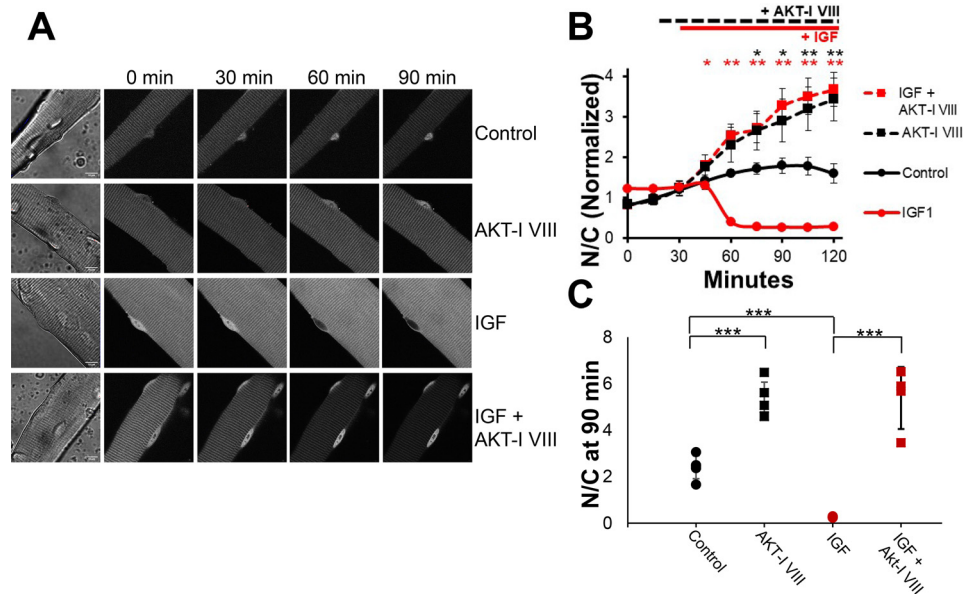 A
0 min 30 min 60 min 90 min
Control
AKT-I VIII
IGF
IGF +
AKT-I VIII
B
+ AKT-I VIII
+ IGF
* * ** **
* ** ** ** ** **
N/C (Normalized)
4
3
2
1
0
0 30 60 90 120
Minutes
IGF +
AKT-I VIII
AKT-I VIII
Control
IGF1
C
***
*** ***
N/C at 90 min
8
6
4
2
0
Control
AKT-I VIII
IGF
IGF +
Akt-I VIII